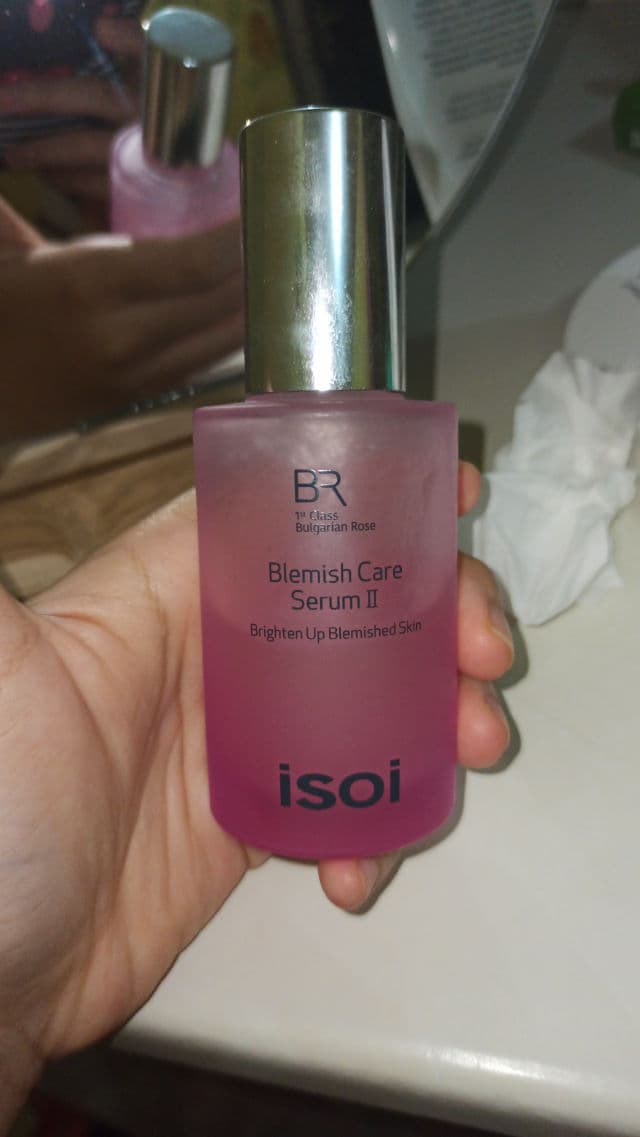 BR
1st Class
Bulgarian Rose
Blemish Care
Serum II
Brighten Up Blemished Skin
isoi